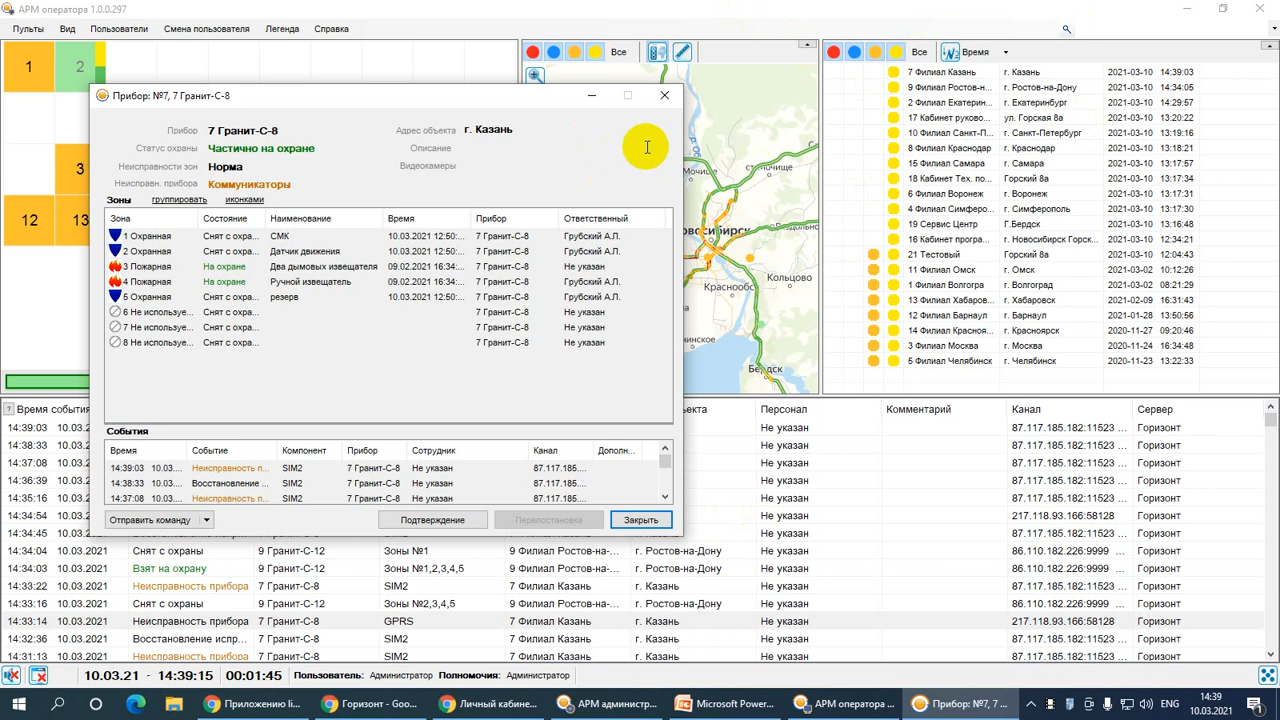 АРМ оператора 1.0.0.297
Пульты Вид Пользователи Смена пользователя Легенда Справка
1 2
3
12 13
Все
Все Время
Прибор: №7, 7 Гранит-С-8
Прибор 7 Гранит-С-8 Адрес объекта г. Казань
Статус охраны Частично на охране Описание
Неисправности зон Норма Видеокамеры
Неисправн. прибора Коммуникаторы
Зоны группировать иконками
Зона Состояние Наименование Время Прибор Ответственный
1 Охранная Снят с охра... СМК 10.03.2021 12:50:... 7 Гранит-С-8 Грубский А.Л.
2 Охранная Снят с охра... Датчик движения 10.03.2021 12:50:... 7 Гранит-С-8 Грубский А.Л.
3 Пожарная На охране Два дымовых извещателя 09.02.2021 16:34:... 7 Гранит-С-8 Не указан
4 Пожарная На охране Ручной извещатель 09.02.2021 16:34:... 7 Гранит-С-8 Грубский А.Л.
5 Охранная Снят с охра... резерв 10.03.2021 12:50:... 7 Гранит-С-8 Грубский А.Л.
6 Не используе... Снят с охра... 7 Гранит-С-8 Не указан
7 Не используе... Снят с охра... 7 Гранит-С-8 Не указан
8 Не используе... Снят с охра... 7 Гранит-С-8 Не указан
События
Время Событие Компонент Прибор Сотрудник Канал Дополн...
14:39:03 10.03.... Неисправность п... SIM2 7 Гранит-С-8 Не указан 87.117.185....
14:38:33 10.03.... Восстановление ... SIM2 7 Гранит-С-8 Не указан 87.117.185....
14:37:08 10.03.... Неисправность п... SIM2 7 Гранит-С-8 Не указан 87.117.185....
Отправить команду Подтверждение Перепостановка Закрыть
Мочище
Сокур
Кольцово
Краснообс
Бердск
7 Филиал Казань г. Казань 2021-03-10 14:39:03
9 Филиал Ростов-н... г. Ростов-на-Дону 2021-03-10 14:34:05
2 Филиал Екатерин... г. Екатеринбург 2021-03-10 14:29:57
17 Кабинет руково... ул. Горская 8а 2021-03-10 13:20:22
10 Филиал Санкт-П... г. Санкт-Петербург 2021-03-10 13:19:16
8 Филиал Краснодар г. Краснодар 2021-03-10 13:18:21
15 Филиал Самара г. Самара 2021-03-10 13:17:57
18 Кабинет Тех. по... Горский 8а 2021-03-10 13:17:31
6 Филиал Воронеж г. Воронеж 2021-03-10 13:17:31
4 Филиал Симферо... г. Симферополь 2021-03-10 13:17:30
19 Сервис Центр Г.Бердск 2021-03-10 13:17:30
16 Кабинет програ... г. Новосибирск Горск... 2021-03-10 12:34:21
21 Тестовый Горский 8а 2021-03-10 12:04:43
11 Филиал Омск г. Омск 2021-03-02 10:12:26
1 Филиал Волгогра... г. Волгоград 2021-03-02 08:21:29
13 Филиал Хабаров... г. Хабаровск 2021-02-09 16:31:43
12 Филиал Барнаул г. Барнаул 2021-01-28 13:50:56
14 Филиал Красноя... г. Красноярск 2020-11-27 09:20:46
3 Филиал Москва г. Москва 2020-11-24 16:34:48
5 Филиал Челябинск г. Челябинск 2020-11-23 13:22:33
? Время событи Персонал Комментарий Канал Сервер
14:39:03 10.03.2 Не указан 87.117.185.182:11523 ... Горизонт
14:38:33 10.03.2 Не указан 87.117.185.182:11523 ... Горизонт
14:37:08 10.03.2 Не указан 87.117.185.182:11523 ... Горизонт
14:36:39 10.03.2 Не указан 87.117.185.182:11523 ... Горизонт
14:35:16 10.03.2 Не указан 87.117.185.182:11523 ... Горизонт
14:34:54 10.03.2 Не указан 217.118.93.166:58128 Горизонт
14:34:45 Не указан 87.117.185.182:11523 ... Горизонт
14:34:04 10.03.2021 Снят с охраны 9 Гранит-С-12 Зоны №1 9 Филиал Ростов-на-... г. Ростов-на-Дону Не указан 86.110.182.226:9999 ... Горизонт
14:34:03 10.03.2021 Взят на охрану 9 Гранит-С-12 Зоны №1,2,3,4,5 9 Филиал Ростов-на-... г. Ростов-на-Дону Не указан 86.110.182.226:9999 ... Горизонт
14:33:22 10.03.2021 Неисправность прибора 7 Гранит-С-8 SIM2 7 Филиал Казань г. Казань Не указан 87.117.185.182:11523 ... Горизонт
14:33:16 10.03.2021 Снят с охраны 9 Гранит-С-12 Зоны №2,3,4,5 9 Филиал Ростов-на-... г. Ростов-на-Дону Не указан 86.110.182.226:9999 ... Горизонт
14:33:14 10.03.2021 Неисправность прибора 7 Гранит-С-8 GPRS 7 Филиал Казань г. Казань Не указан 217.118.93.166:58128 Горизонт
14:32:36 10.03.2021 Восстановление испр... 7 Гранит-С-8 SIM2 7 Филиал Казань г. Казань Не указан 87.117.185.182:11523 ... Горизонт
14:31:13 10.03.2021 Неисправность прибора 7 Гранит-С-8 SIM2 7 Филиал Казань г. Казань Не указан 87.117.185.182:11523 ... Горизонт
10.03.21 - 14:39:15 00:01:45 Пользователь: Администратор Полномочия: Администратор
Приложению li... Горизонт - Goo... Личный кабине... АРМ админист... Microsoft Powe... АРМ оператора ... Прибор: №7, 7 ... ENG 14:39
10.03.2021